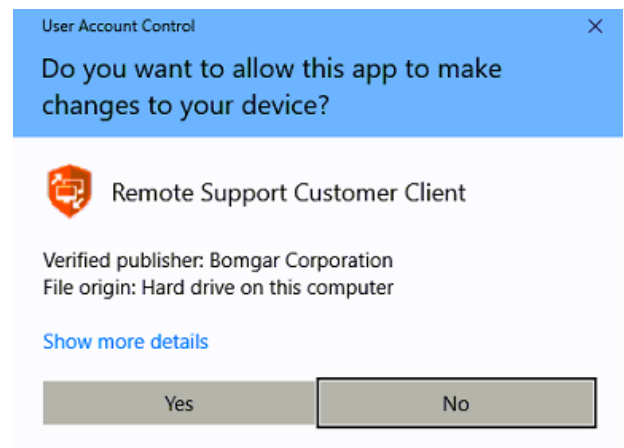 User Account Control
Do you want to allow this app to make
changes to your device?
Remote Support Customer Client
Verified publisher: Bomgar Corporation
File origin: Hard drive on this computer
Show more details
Yes
No